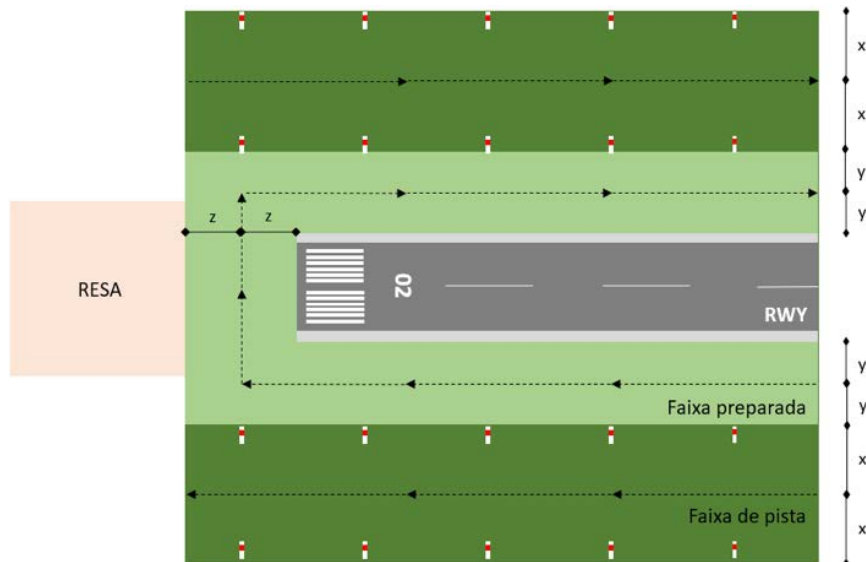 x
x
y
y
z z
RESA
02
RWY
y
Faixa preparada
y
x
Faixa de pista
x